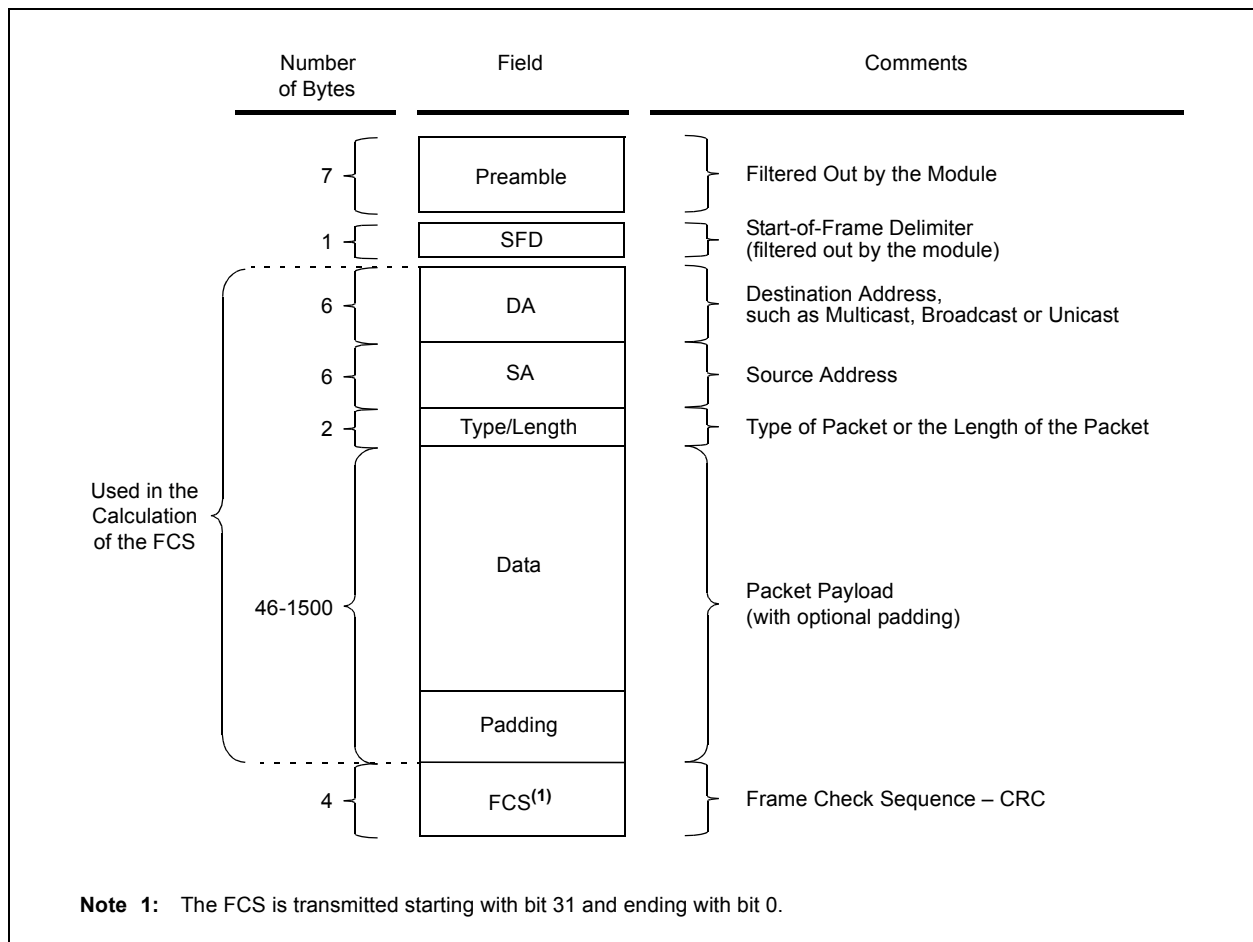 Number
of Bytes
Field
Comments
7
Preamble
Filtered Out by the Module
1
SFD
Start-of-Frame Delimiter
(filtered out by the module)
6
DA
Destination Address,
such as Multicast, Broadcast or Unicast
6
SA
Source Address
2
Type/Length
Type of Packet or the Length of the Packet
Used in the
Calculation
of the FCS
46-1500
Data
Packet Payload
(with optional padding)
Padding
4
FCS(1)
Frame Check Sequence – CRC
Note 1: The FCS is transmitted starting with bit 31 and ending with bit 0.